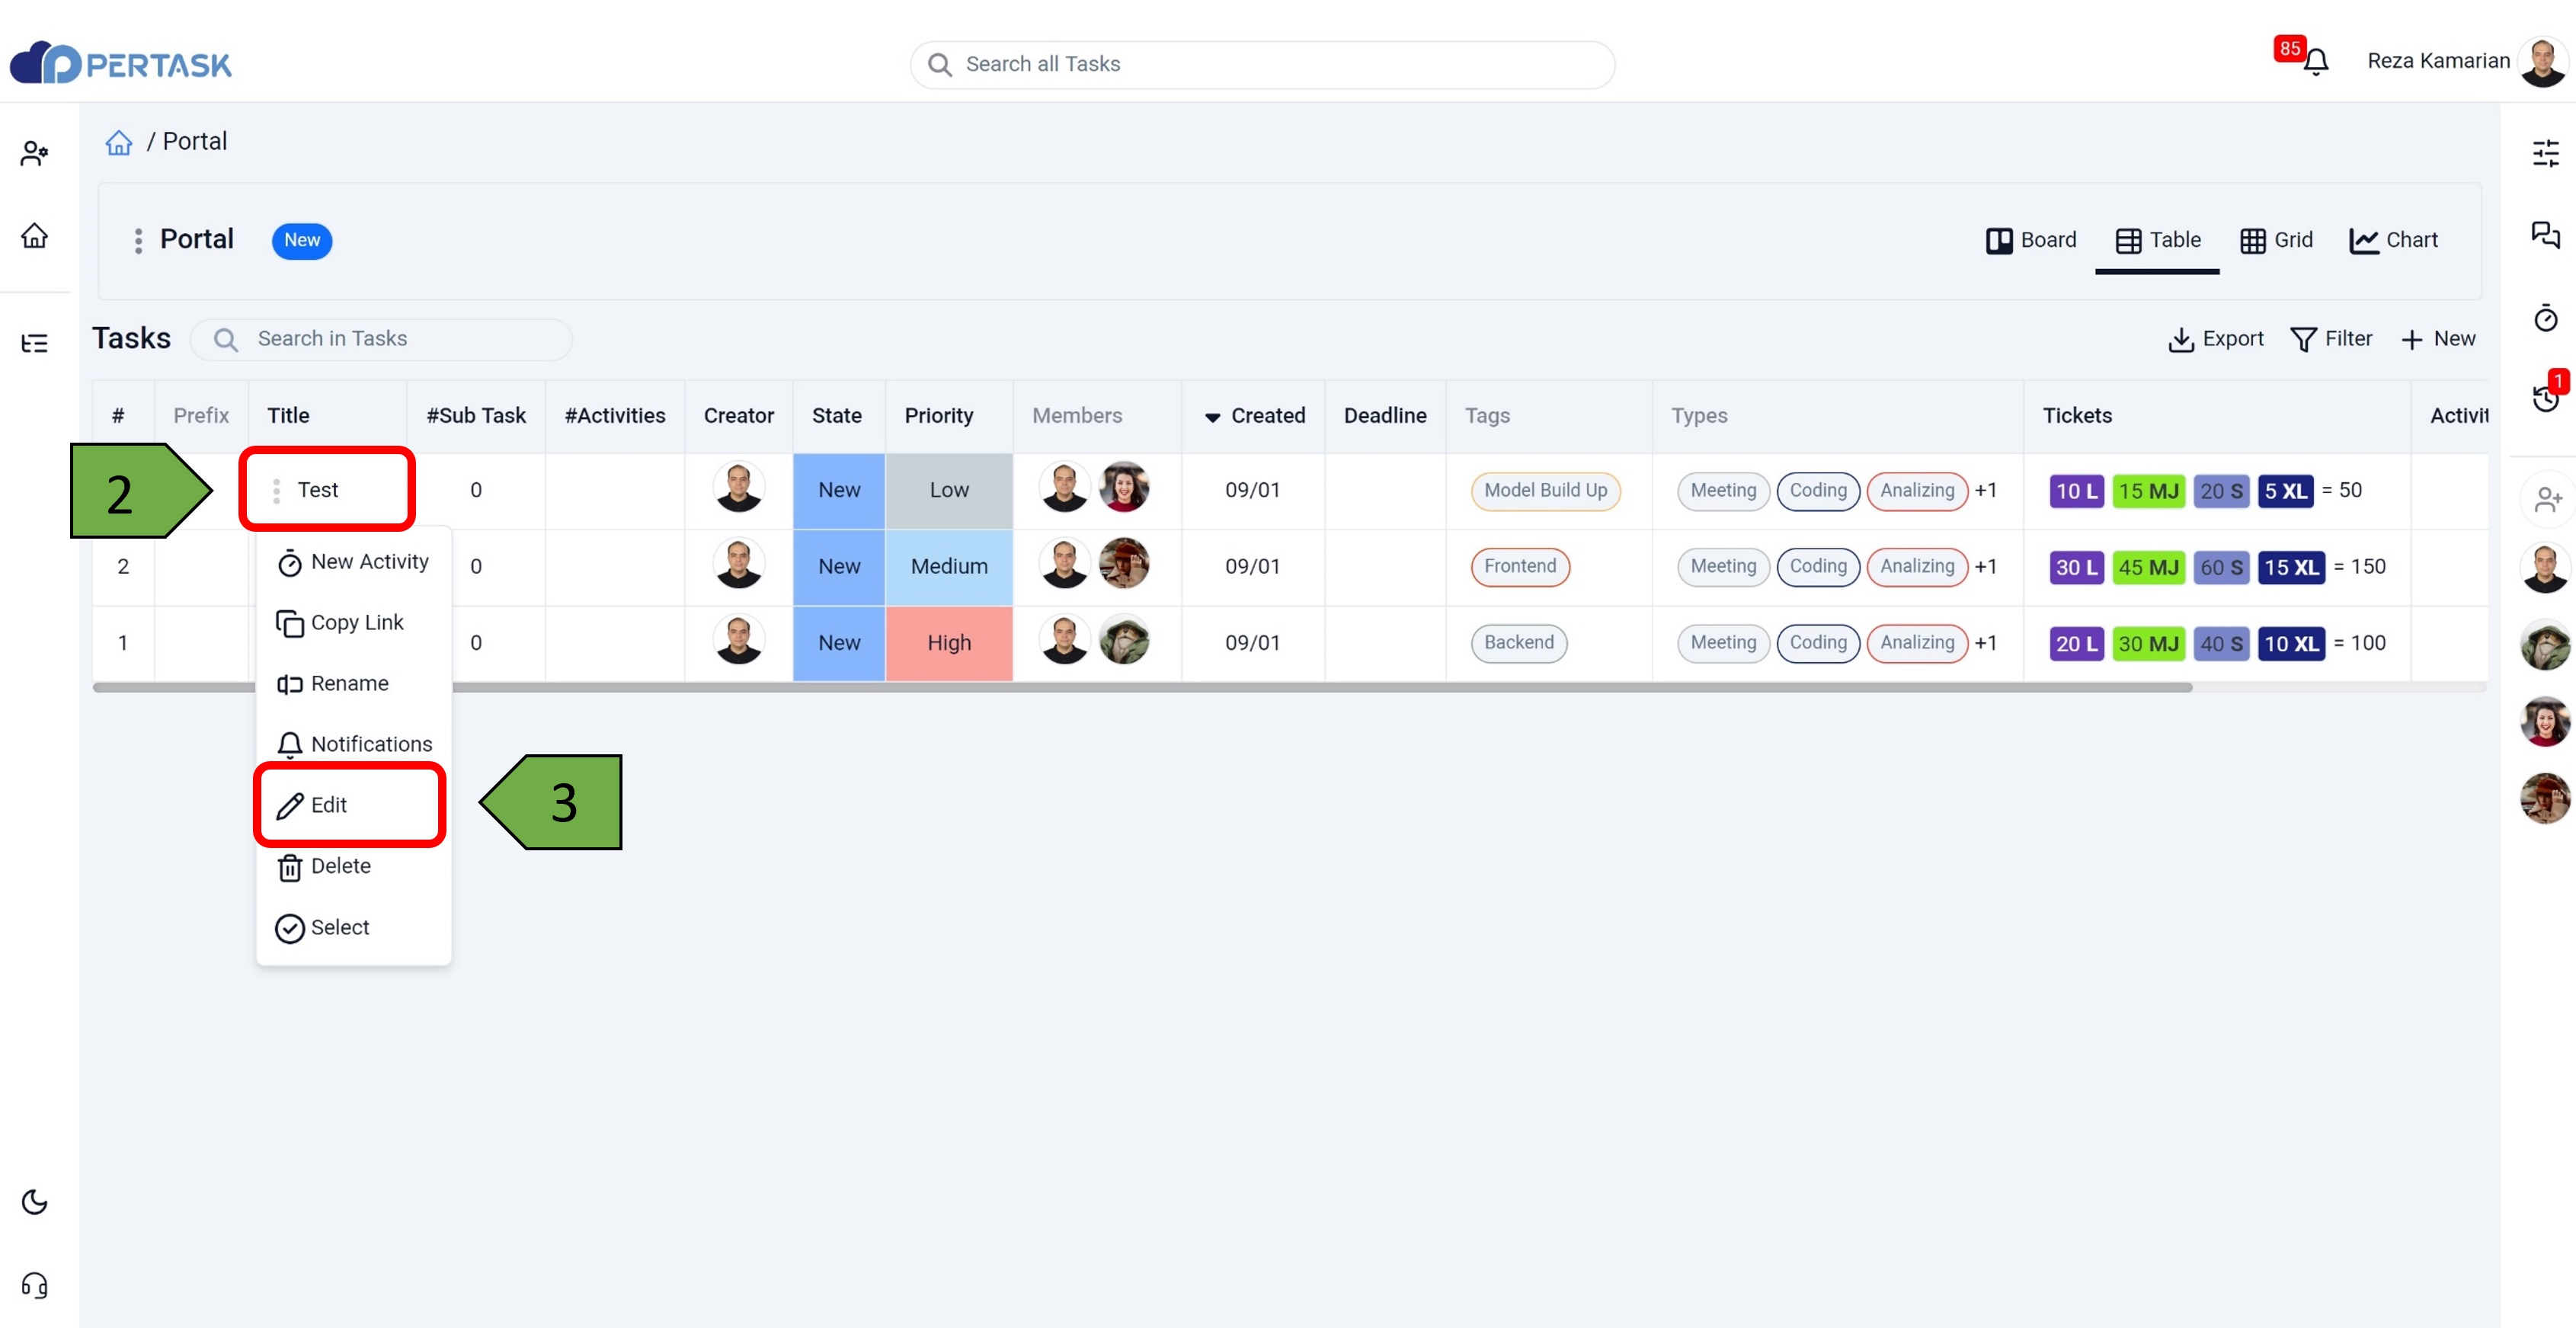 PERTASK
Search all Tasks
85
Reza Kamarian
/ Portal
Portal New
Board Table Grid Chart
Tasks Search in Tasks
Export Filter + New
1
# Prefix Title #Sub Task #Activities Creator State Priority Members Created Deadline Tags Types Tickets Activit
2
Test 0 New Low 09/01 Model Build Up Meeting Coding Analizing +1 10 L 15 MJ 20 S 5 XL = 50
2 0 New Medium 09/01 Frontend Meeting Coding Analizing +1 30 L 45 MJ 60 S 15 XL = 150
1 0 New High 09/01 Backend Meeting Coding Analizing +1 20 L 30 MJ 40 S 10 XL = 100
New Activity
Copy Link
Rename
Notifications
Edit
3
Delete
Select